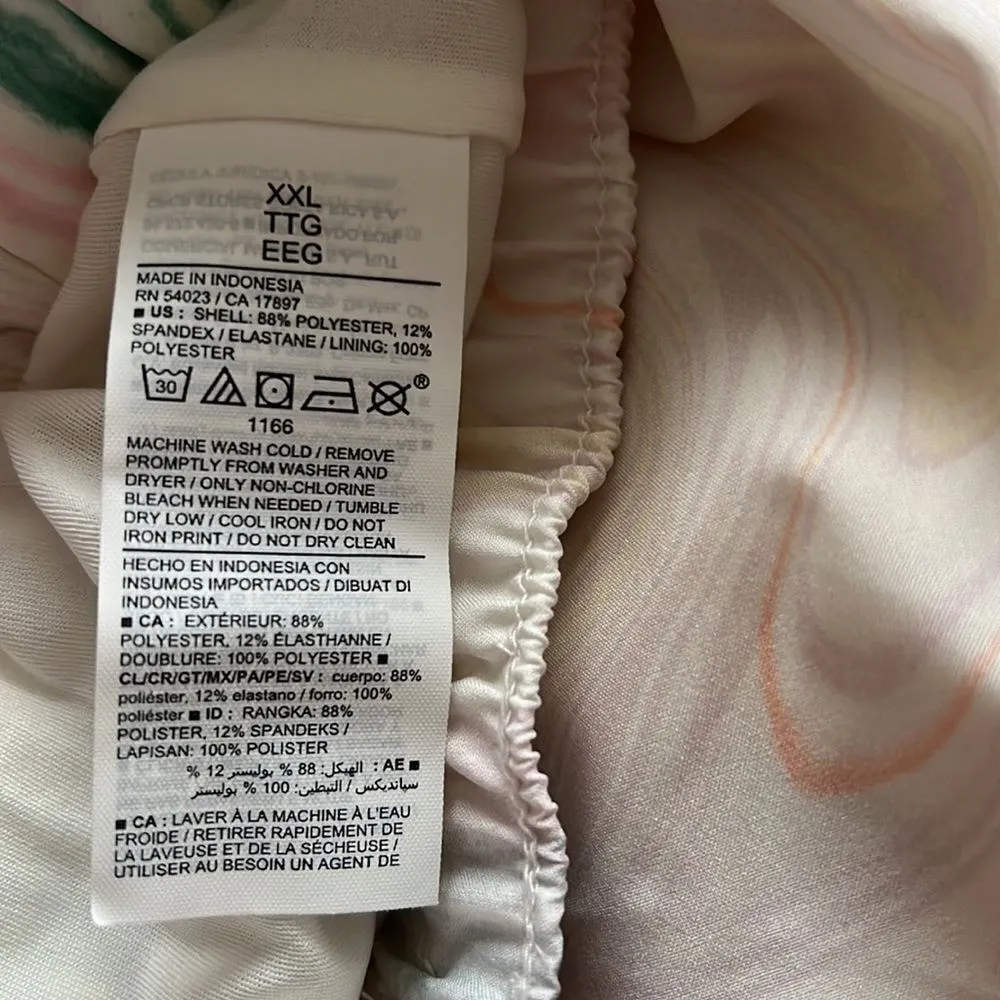 XXL
TTG
EEG
MADE IN INDONESIA
RN 54023 / CA 17897
■ US : SHELL: 88% POLYESTER, 12%
SPANDEX / ELASTANE / LINING: 100%
POLYESTER
30
®
1166
MACHINE WASH COLD / REMOVE
PROMPTLY FROM WASHER AND
DRYER / ONLY NON-CHLORINE
BLEACH WHEN NEEDED / TUMBLE
DRY LOW / COOL IRON / DO NOT
IRON PRINT / DO NOT DRY CLEAN
HECHO EN INDONESIA CON
INSUMOS IMPORTADOS / DIBUAT DI
INDONESIA
■ CA : EXTÉRIEUR: 88%
POLYESTER, 12% ÉLASTHANNE /
DOUBLURE: 100% POLYESTER ■
CL/CR/GT/MX/PA/PE/SV : cuerpo: 88%
poliéster, 12% elastano / forro: 100%
poliéster ■ ID : RANGKA: 88%
POLISTER, 12% SPANDEKS /
LAPISAN: 100% POLISTER
■ AE : الهيكل: 88 % بوليستر 12 %
سباندیکس / التبطين: 100 % بوليستر
■ CA : LAVER À LA MACHINE À L'EAU
FROIDE / RETIRER RAPIDEMENT DE
LA LAVEUSE ET DE LA SÉCHEUSE /
UTILISER AU BESOIN UN AGENT DE